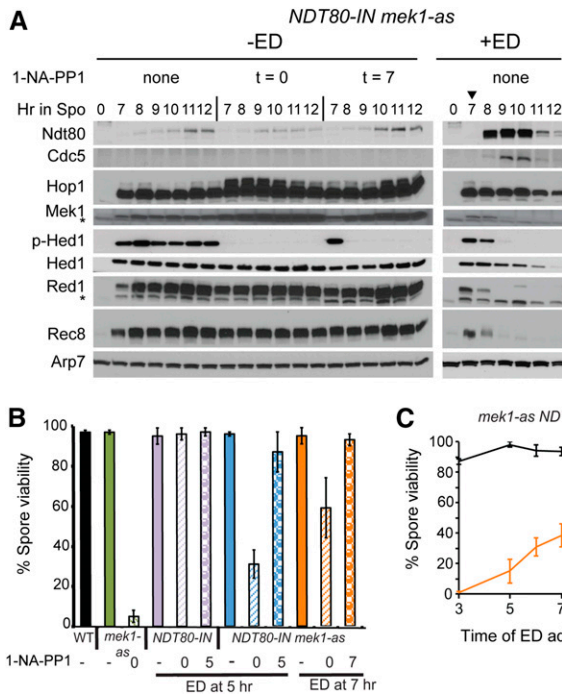 A
NDT80-IN mek1-as
-ED +ED
1-NA-PP1 none t = 0 t = 7 none
Hr in Spo 0 7 8 9 10 11 12 7 8 9 10 11 12 7 8 9 10 11 12 0 7 8 9 10 11 12
Ndt80
Cdc5
Hop1
Mek1
*
p-Hed1
Hed1
Red1
*
Rec8
Arp7
B
% Spore viability
100
80
60
40
20
0
WT mek1-as NDT80-IN NDT80-IN mek1-as
1-NA-PP1 - - 0 - 0 5 - 0 5 - 0 7
ED at 5 hr ED at 7 hr
C
mek1-as ND
% Spore viability
100
80
60
40
20
0
3 5 7
Time of ED ac